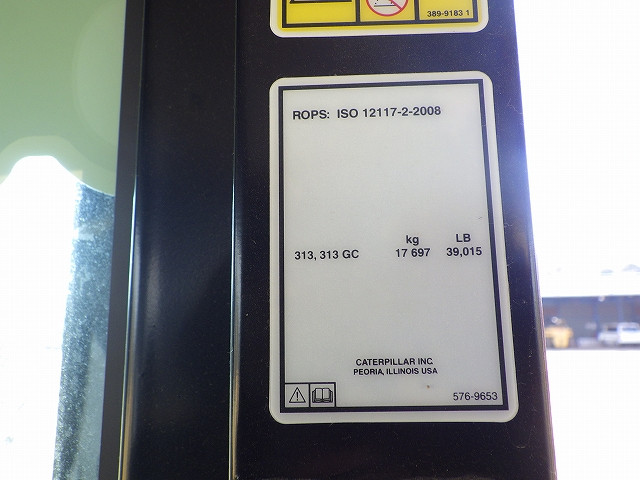 389-9183 1
ROPS: ISO 12117-2-2008
kg LB
313, 313 GC 17 697 39,015
CATERPILLAR INC
PEORIA, ILLINOIS USA
576-9653